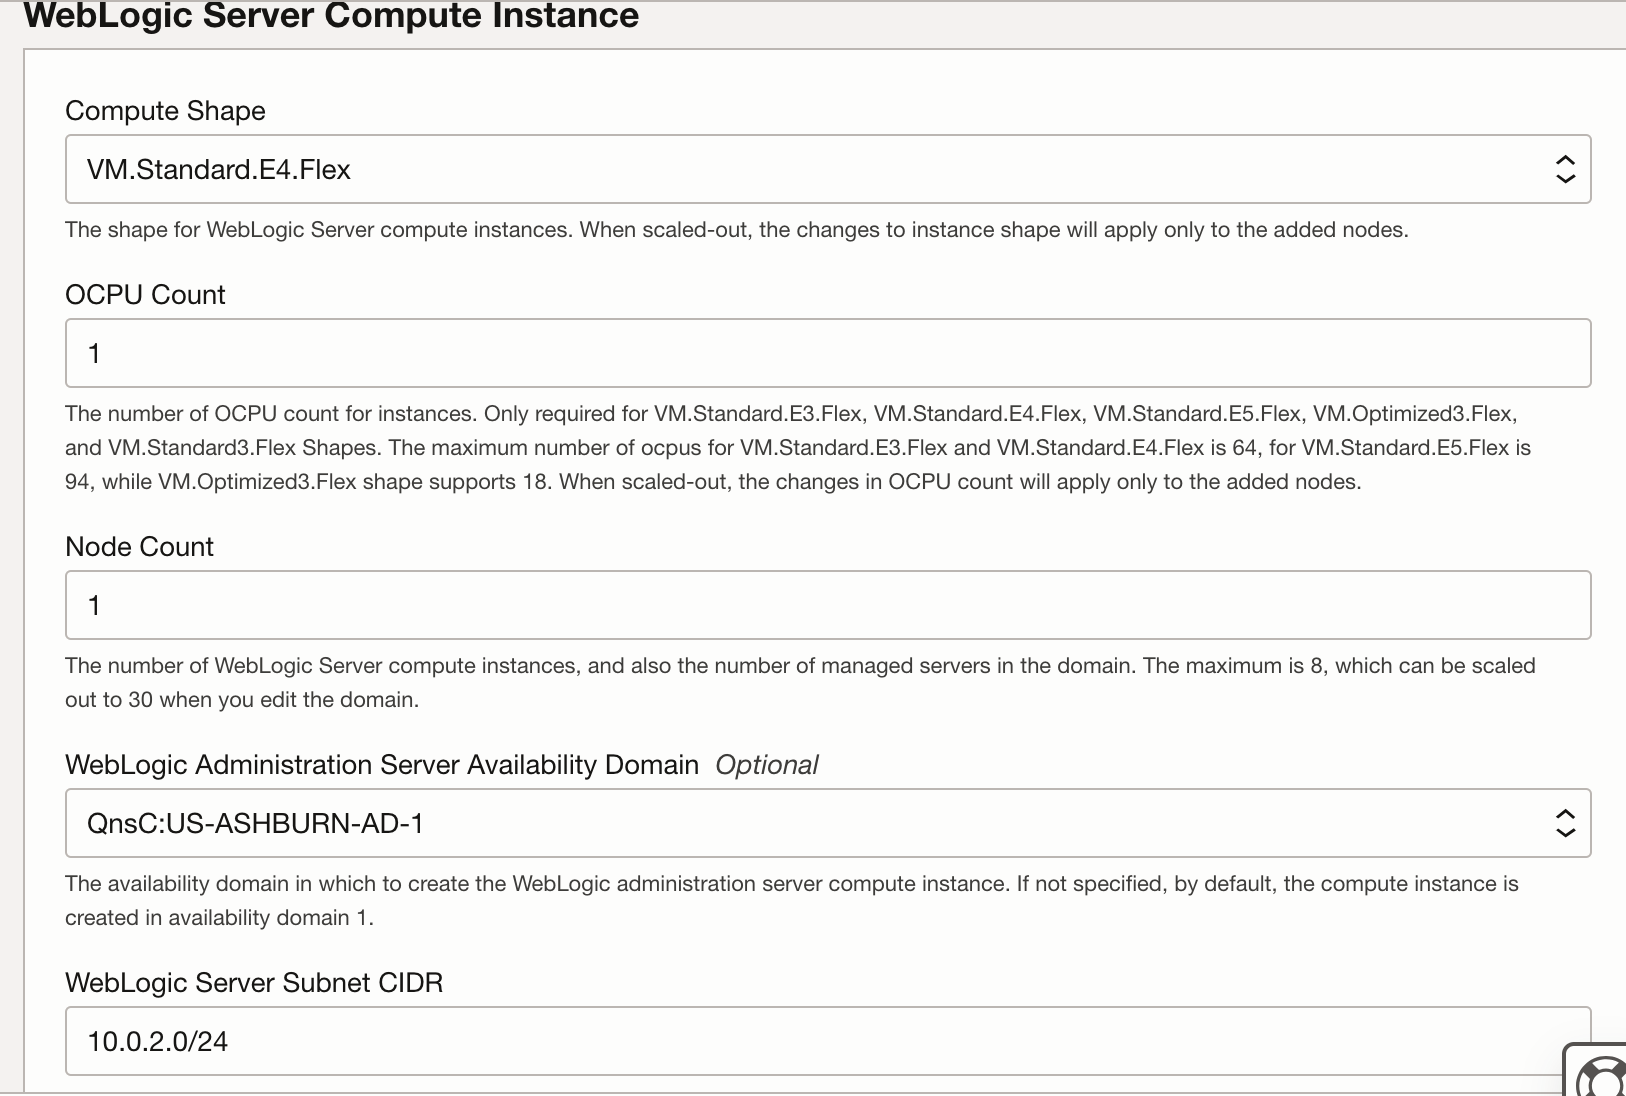 WebLogic Server Compute Instance
Compute Shape
VM.Standard.E4.Flex
The shape for WebLogic Server compute instances. When scaled-out, the changes to instance shape will apply only to the added nodes.
OCPU Count
1
The number of OCPU count for instances. Only required for VM.Standard.E3.Flex, VM.Standard.E4.Flex, VM.Standard.E5.Flex, VM.Optimized3.Flex,
and VM.Standard3.Flex Shapes. The maximum number of ocpus for VM.Standard.E3.Flex and VM.Standard.E4.Flex is 64, for VM.Standard.E5.Flex is
94, while VM.Optimized3.Flex shape supports 18. When scaled-out, the changes in OCPU count will apply only to the added nodes.
Node Count
1
The number of WebLogic Server compute instances, and also the number of managed servers in the domain. The maximum is 8, which can be scaled
out to 30 when you edit the domain.
WebLogic Administration Server Availability Domain Optional
QnsC:US-ASHBURN-AD-1
The availability domain in which to create the WebLogic administration server compute instance. If not specified, by default, the compute instance is
created in availability domain 1.
WebLogic Server Subnet CIDR
10.0.2.0/24